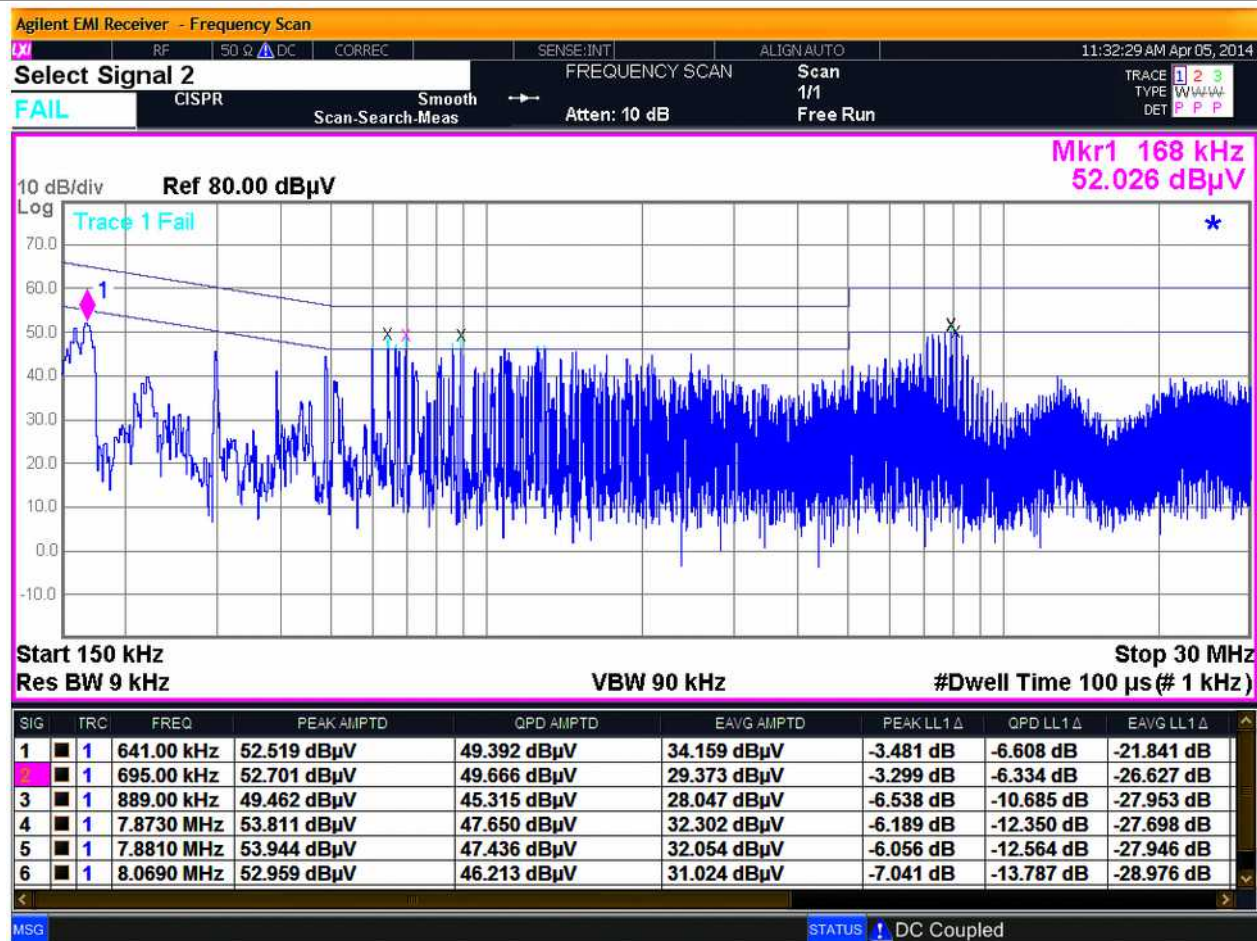 Agilent EMI Receiver - Frequency Scan
LXI RF 50 Ω DC CORREC SENSE:INT ALIGN AUTO 11:32:29 AM Apr 05, 2014
Select Signal 2 FREQUENCY SCAN Scan TRACE 1 2 3
FAIL CISPR Smooth 1/1 TYPE W W W
Scan-Search-Meas Atten: 10 dB Free Run DET P P P
Mkr1 168 kHz
10 dB/div Ref 80.00 dBµV 52.026 dBµV
Log
Trace 1 Fail *
70.0
60.0
1
50.0
40.0
30.0
20.0
10.0
0.0
-10.0
Start 150 kHz Stop 30 MHz
Res BW 9 kHz VBW 90 kHz #Dwell Time 100 µs (# 1 kHz)
SIG TRC FREQ PEAK AMPTD QPD AMPTD EAVG AMPTD PEAK LL1 Δ QPD LL1 Δ EAVG LL1 Δ
1 1 641.00 kHz 52.519 dBµV 49.392 dBµV 34.159 dBµV -3.481 dB -6.608 dB -21.841 dB
2 1 695.00 kHz 52.701 dBµV 49.666 dBµV 29.373 dBµV -3.299 dB -6.334 dB -26.627 dB
3 1 889.00 kHz 49.462 dBµV 45.315 dBµV 28.047 dBµV -6.538 dB -10.685 dB -27.953 dB
4 1 7.8730 MHz 53.811 dBµV 47.650 dBµV 32.302 dBµV -6.189 dB -12.350 dB -27.698 dB
5 1 7.8810 MHz 53.944 dBµV 47.436 dBµV 32.054 dBµV -6.056 dB -12.564 dB -27.946 dB
6 1 8.0690 MHz 52.959 dBµV 46.213 dBµV 31.024 dBµV -7.041 dB -13.787 dB -28.976 dB
MSG STATUS DC Coupled